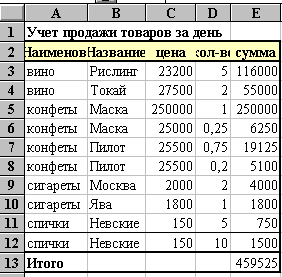 A B C D E
1 Учет продажи товаров за день
2 Наименов Название цена кол-во сумма
3 вино Рислинг 23200 5 116000
4 вино Токай 27500 2 55000
5 конфеты Маска 250000 1 250000
6 конфеты Маска 25000 0,25 6250
7 конфеты Пилот 25500 0,75 19125
8 конфеты Пилот 25500 0,2 5100
9 сигареты Москва 2000 2 4000
10 сигареты Ява 1800 1 1800
11 спички Невские 150 5 750
12 спички Невские 150 10 1500
13 Итого 459525